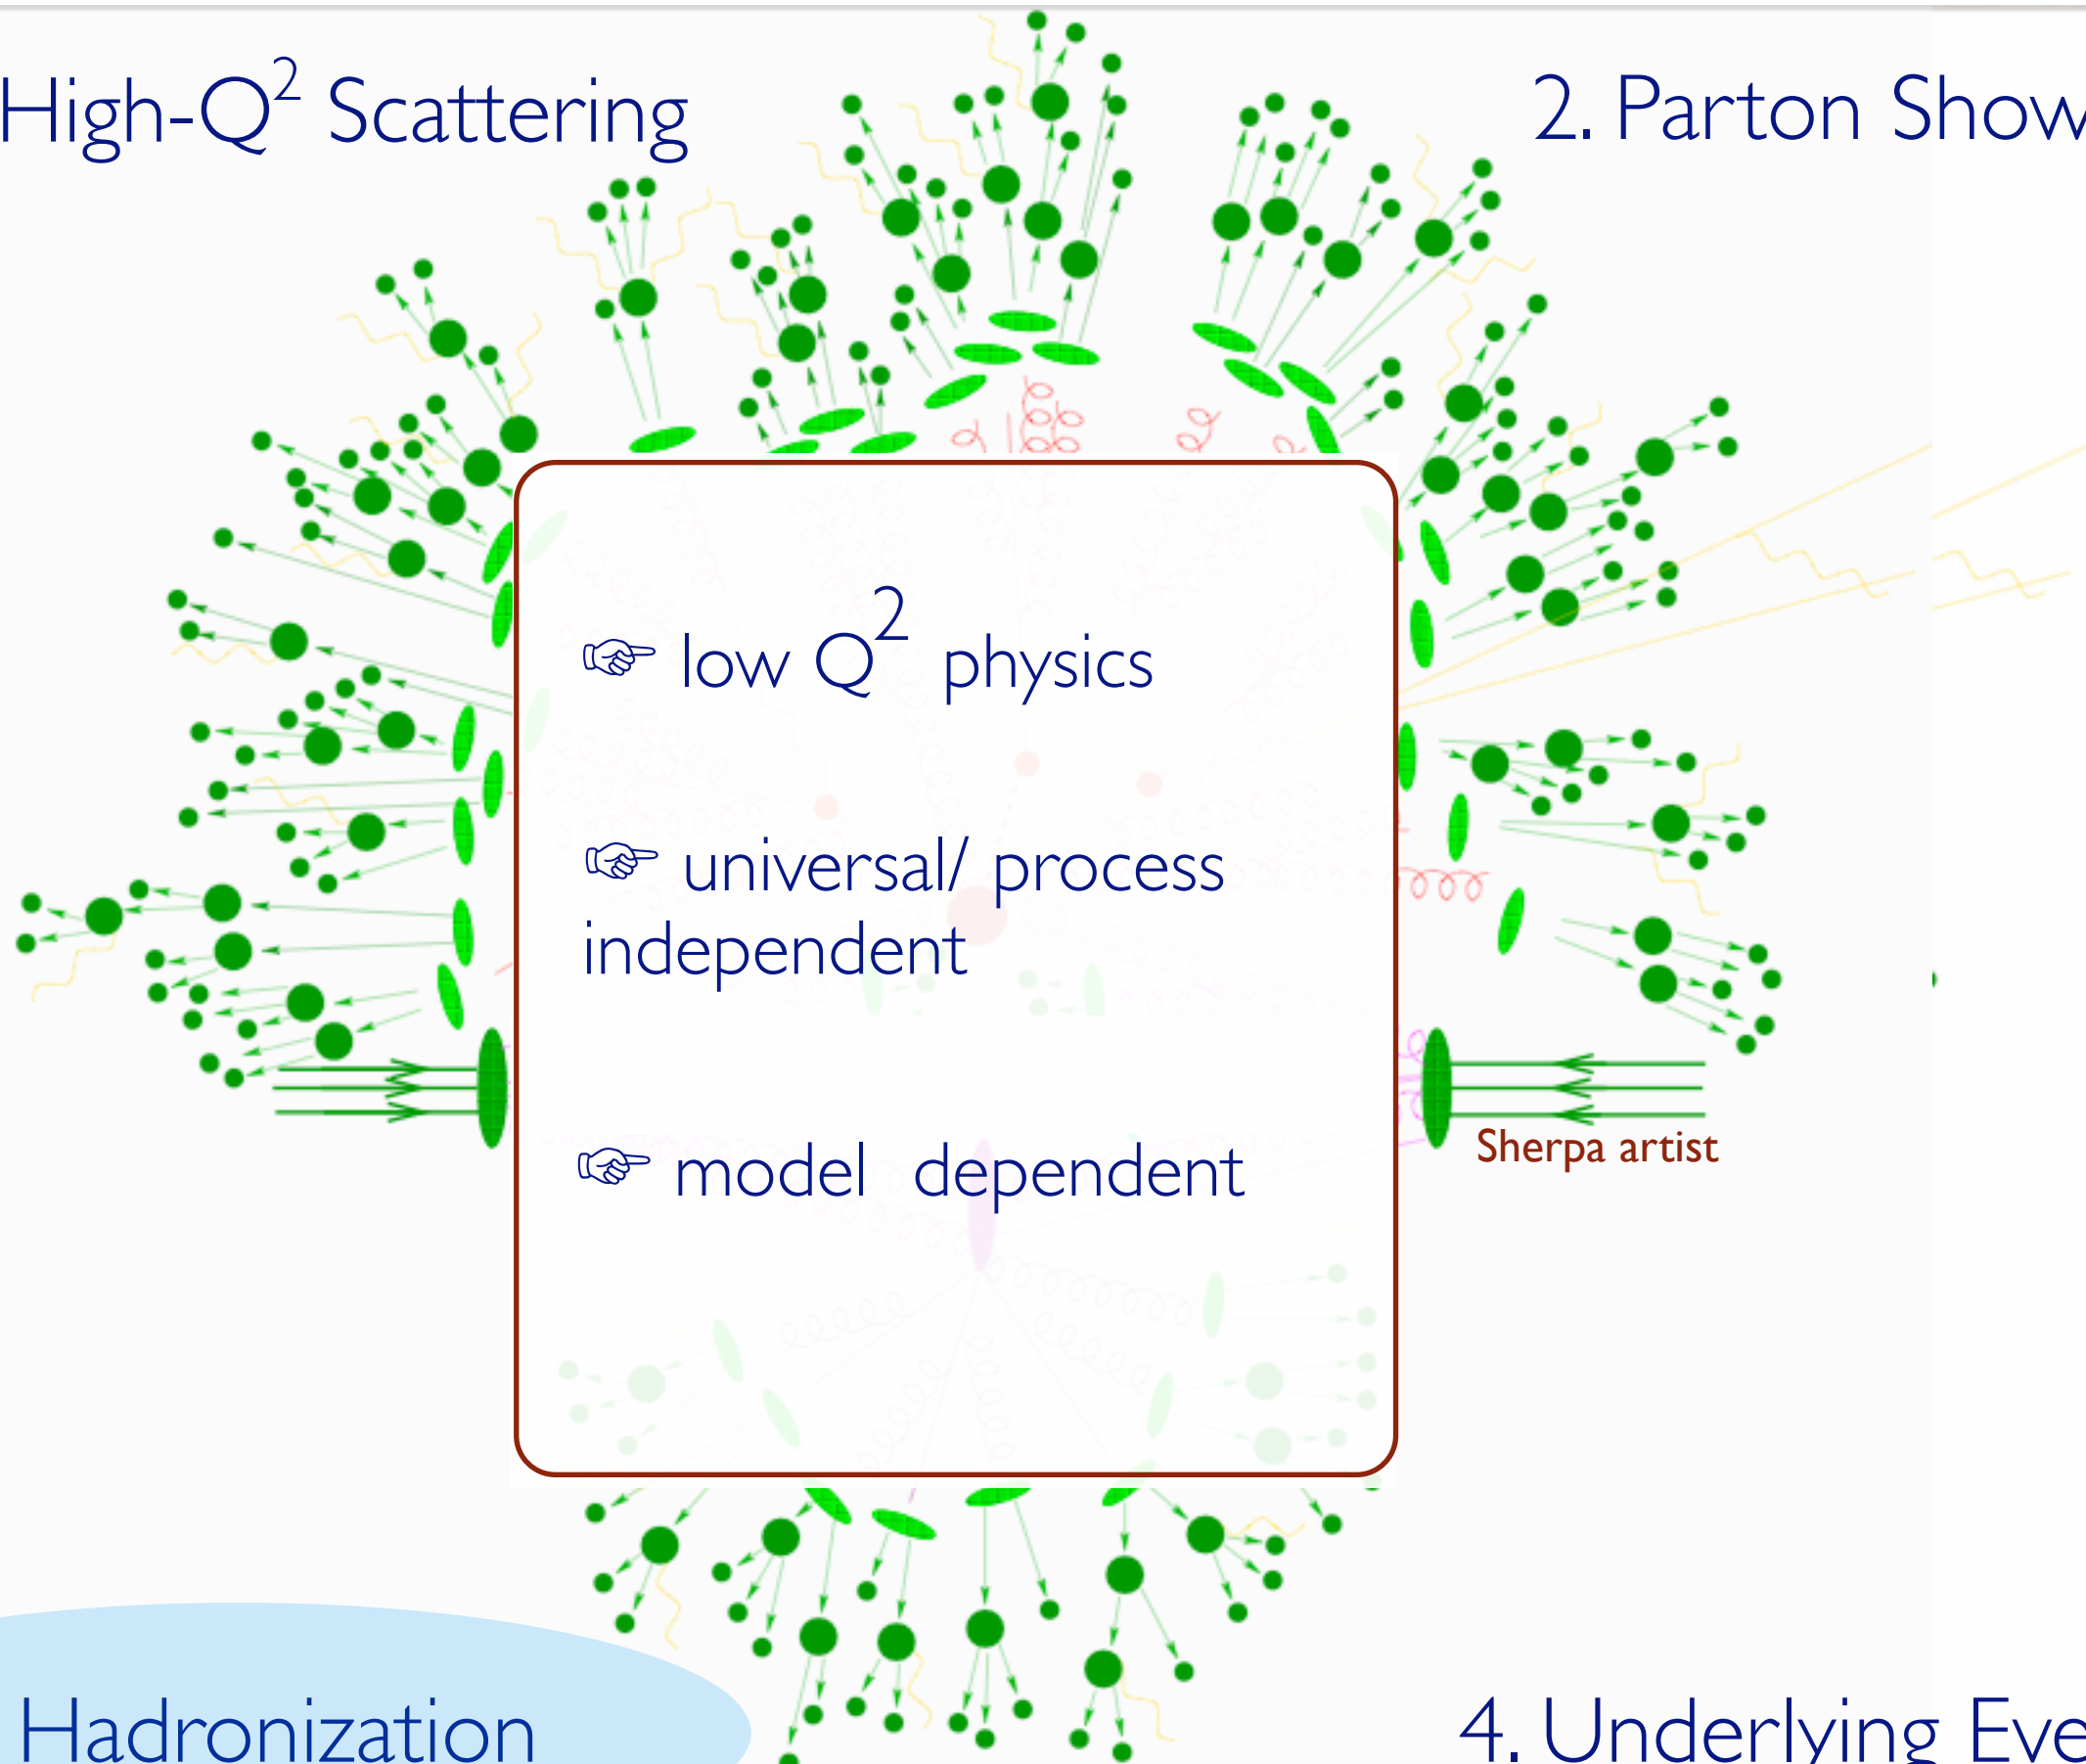 High-Q² Scattering
2. Parton Show
☞ low Q² physics
☞ universal/ process
independent
☞ model dependent
Sherpa artist
Hadronization
4. Underlying Eve